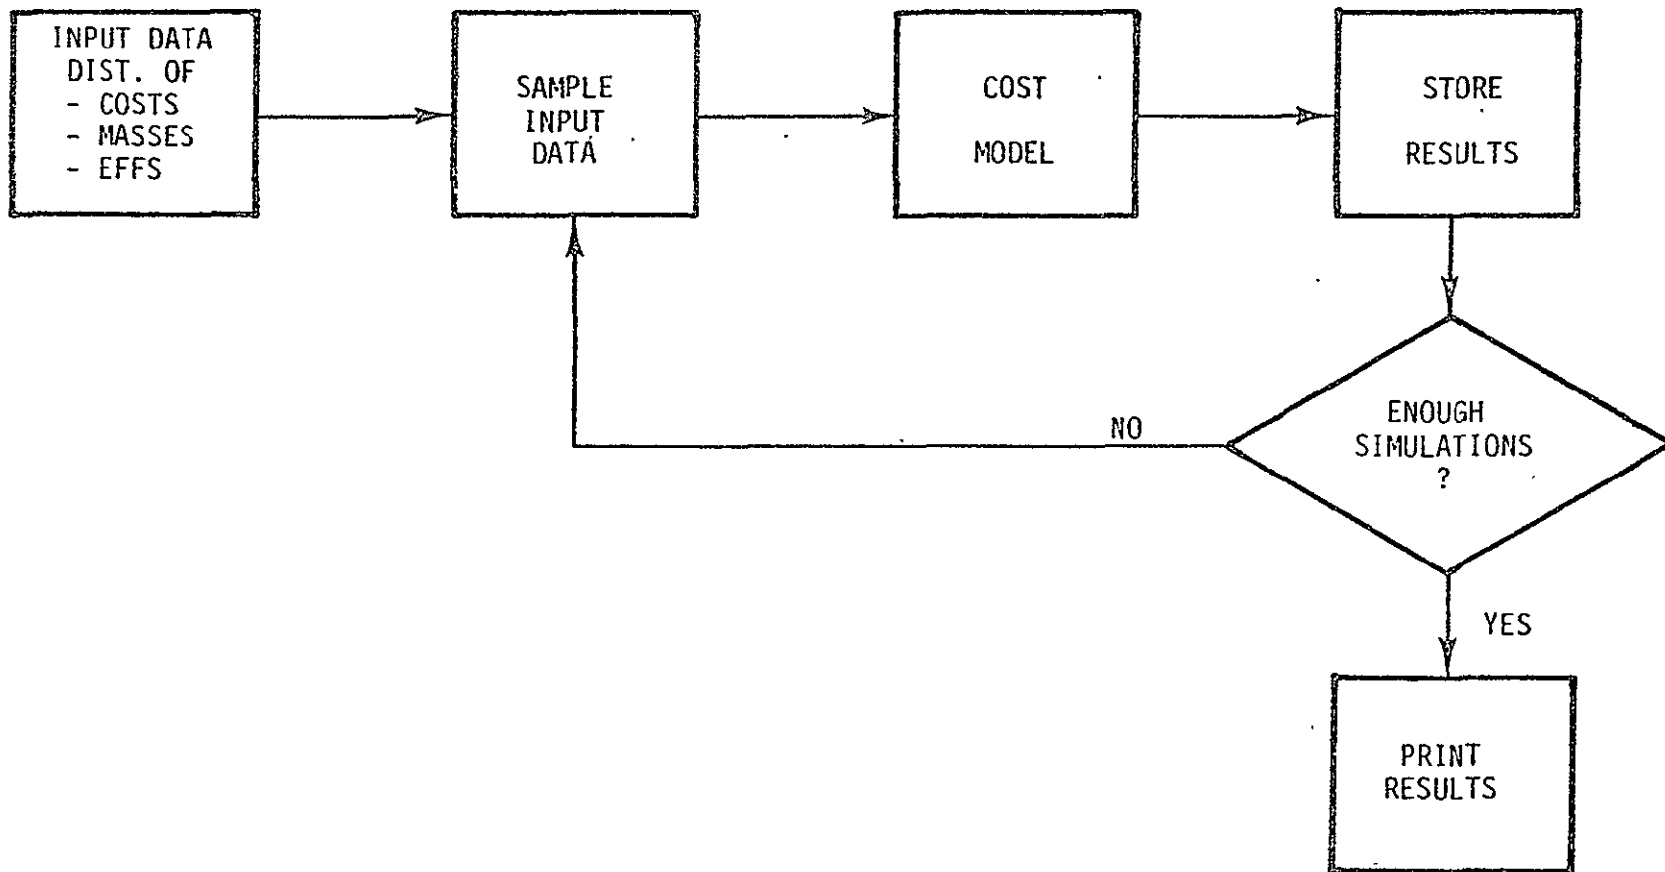 INPUT DATA
DIST. OF
- COSTS
- MASSES
- EFFS
SAMPLE
INPUT
DATA
COST
MODEL
STORE
RESULTS
ENOUGH
SIMULATIONS
?
NO
YES
PRINT
RESULTS